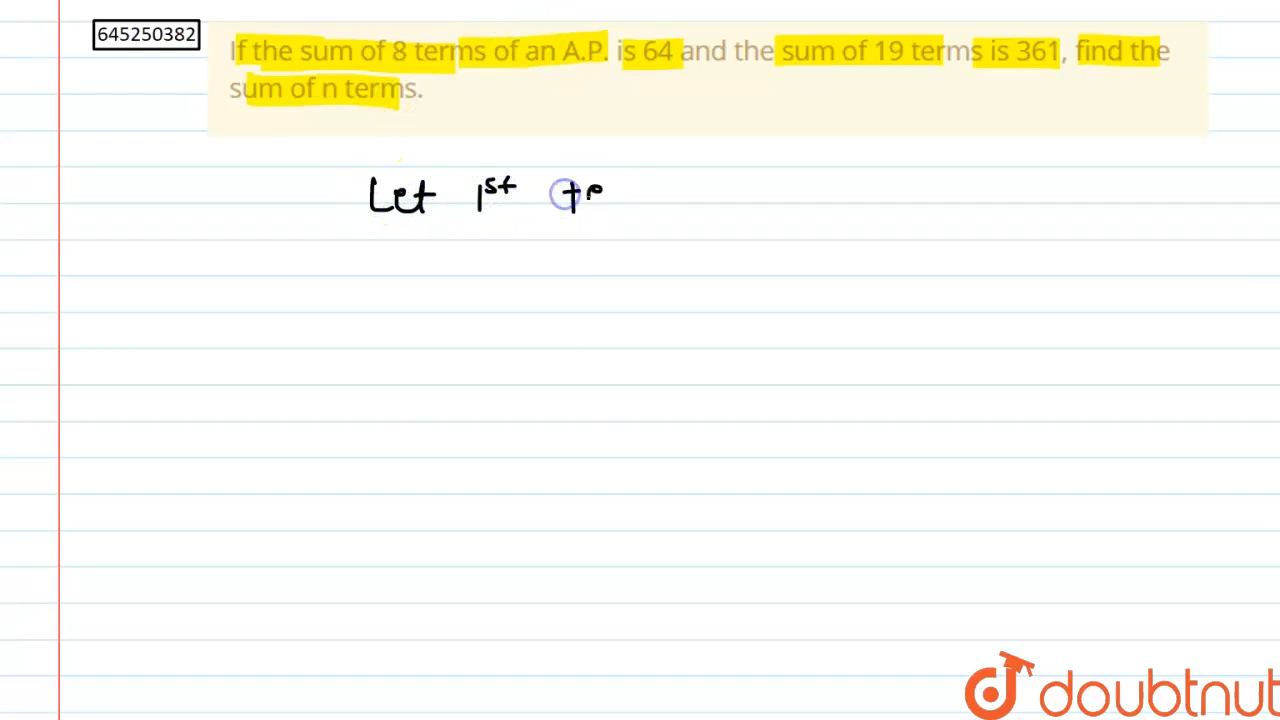 645250382
If the sum of 8 terms of an A.P. is 64 and the sum of 19 terms is 361, find the
sum of n terms.
Let 1st te
doubtnut